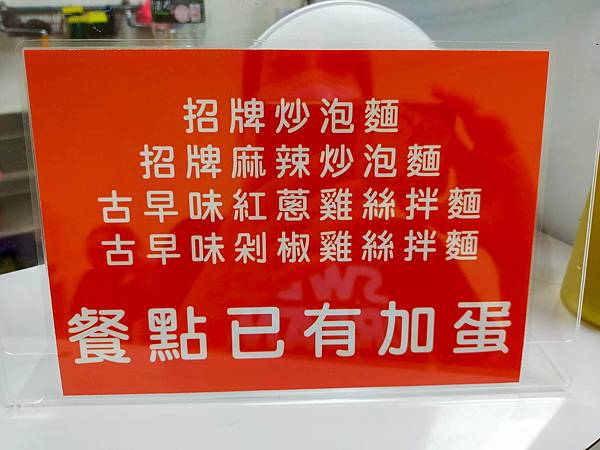 招牌炒泡麵
招牌麻辣炒泡麵
古早味紅蔥雞絲拌麵
古早味剁椒雞絲拌麵
餐點已有加蛋